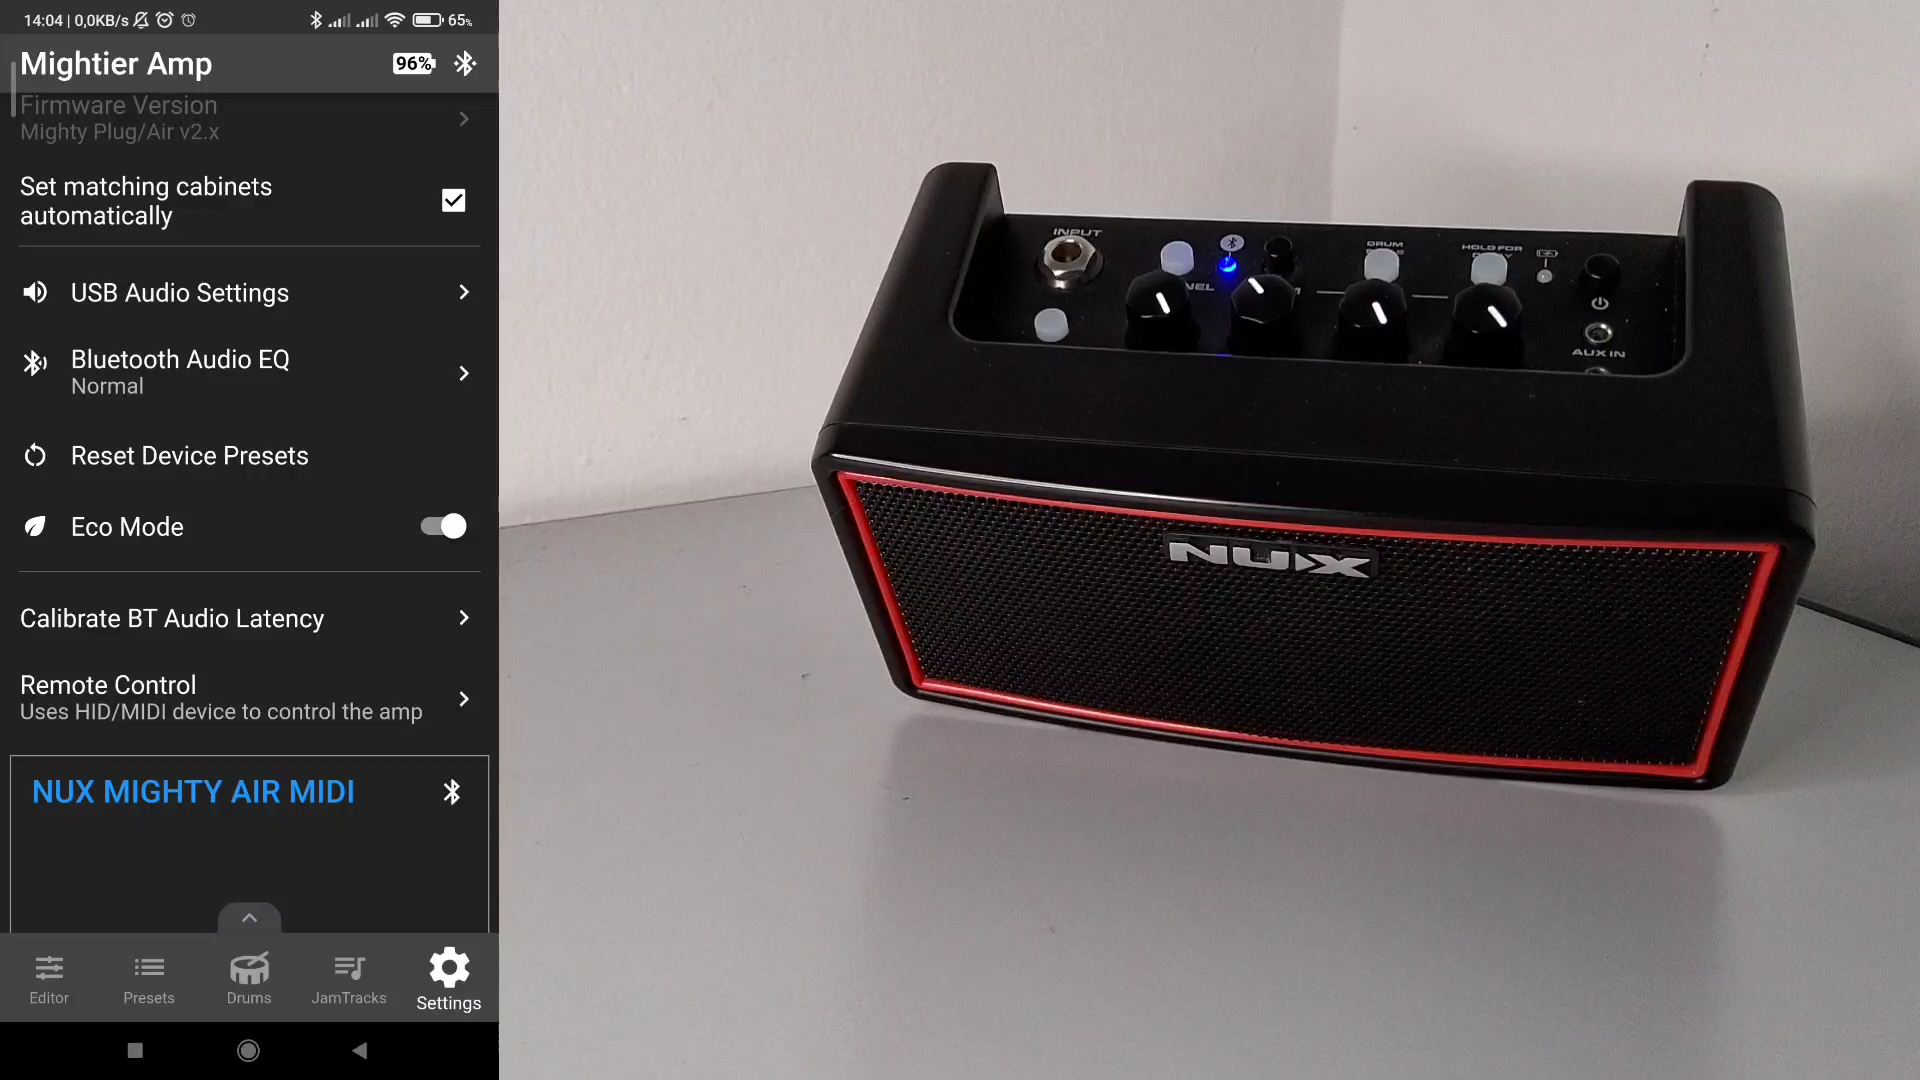 14:04 | 0,0KB/s
65%
Mightier Amp
96%
Firmware Version
Mighty Plug/Air v2.x
Set matching cabinets
automatically
USB Audio Settings
Bluetooth Audio EQ
Normal
Reset Device Presets
Eco Mode
Calibrate BT Audio Latency
Remote Control
Uses HID/MIDI device to control the amp
NUX MIGHTY AIR MIDI
Editor
Presets
Drums
JamTracks
Settings
INPUT
DRUM
HOLD FOR
AUX IN
NUX